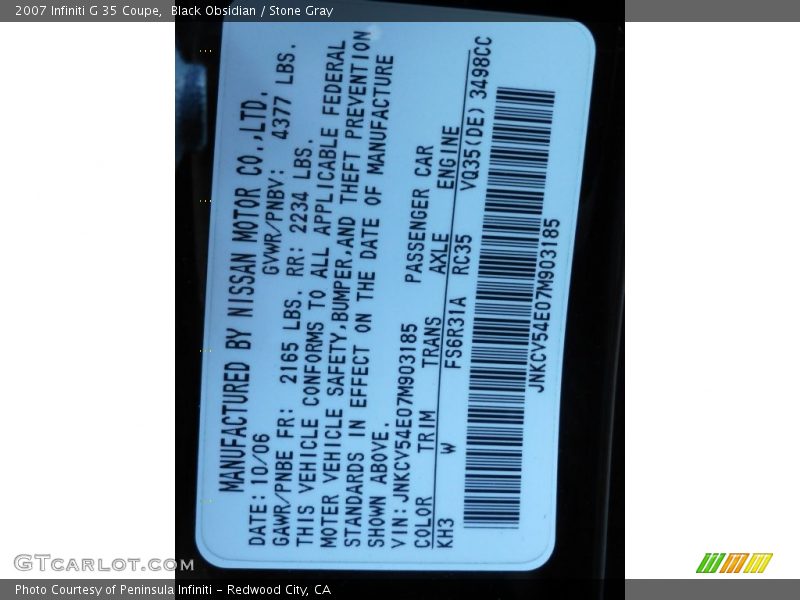 2007 Infiniti G 35 Coupe,  Black Obsidian / Stone Gray
MANUFACTURED BY NISSAN MOTOR CO.,LTD.
DATE: 10/06 GVWR/PNBV: 4377 LBS.
GAWR/PNBE FR: 2165 LBS. RR: 2234 LBS.
THIS VEHICLE CONFORMS TO ALL APPLICABLE FEDERAL
MOTER VEHICLE SAFETY,BUMPER,AND THEFT PREVENTION
STANDARDS IN EFFECT ON THE DATE OF MANUFACTURE
SHOWN ABOVE.
VIN: JNKCV54E07M903185 PASSENGER CAR
COLOR TRIM TRANS AXLE ENGINE
KH3 W FS6R31A RC35 VQ35(DE) 3498CC
JNKCV54E07M903185
GTCarLot.com
Photo Courtesy of Peninsula Infiniti – Redwood City, CA